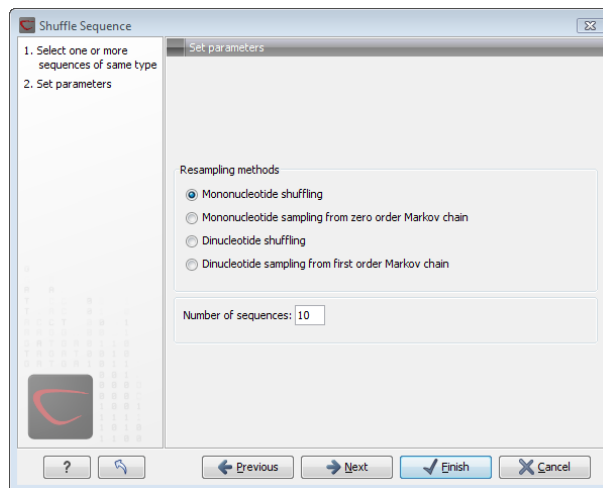 Shuffle Sequence
1. Select one or more
sequences of same type
2. Set parameters
Set parameters
Resampling methods
Mononucleotide shuffling
Mononucleotide sampling from zero order Markov chain
Dinucleotide shuffling
Dinucleotide sampling from first order Markov chain
Number of sequences: 10
? Previous Next Finish Cancel